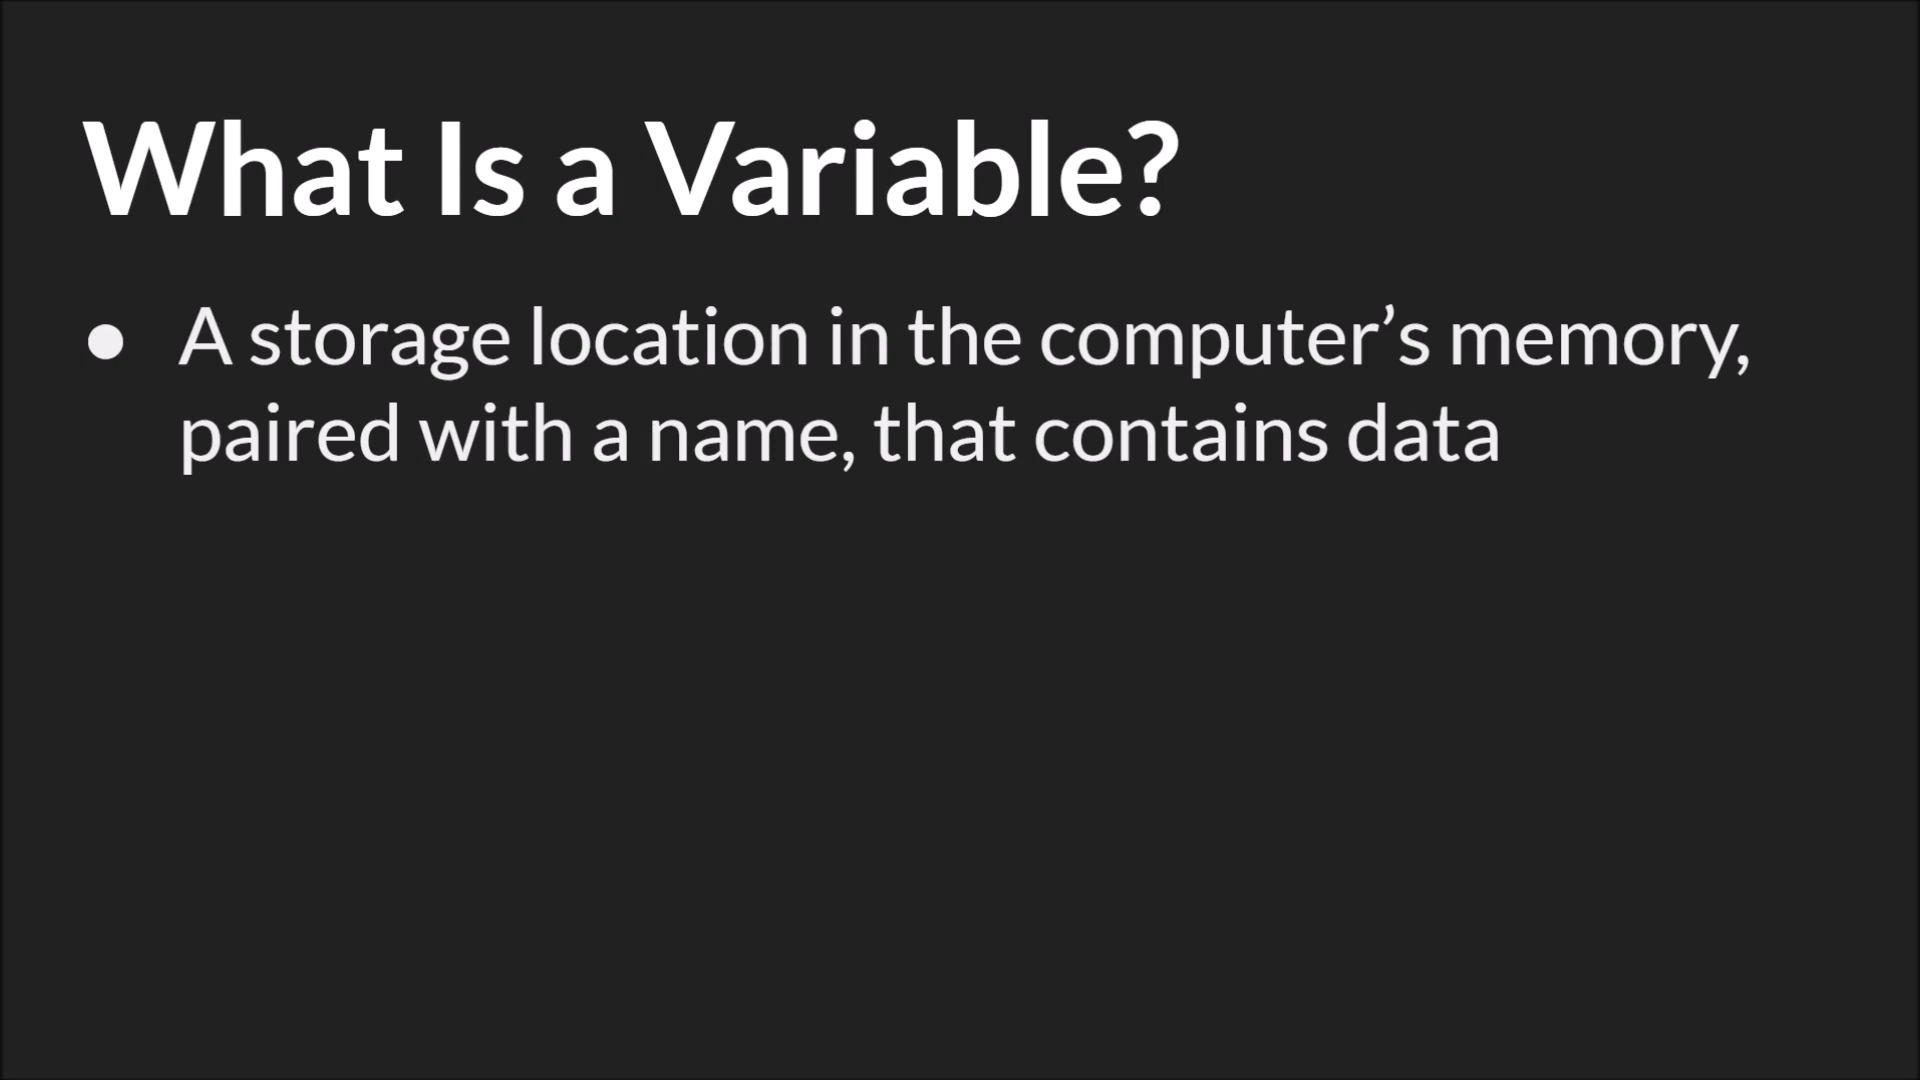 What Is a Variable?
● A storage location in the computer’s memory,
paired with a name, that contains data